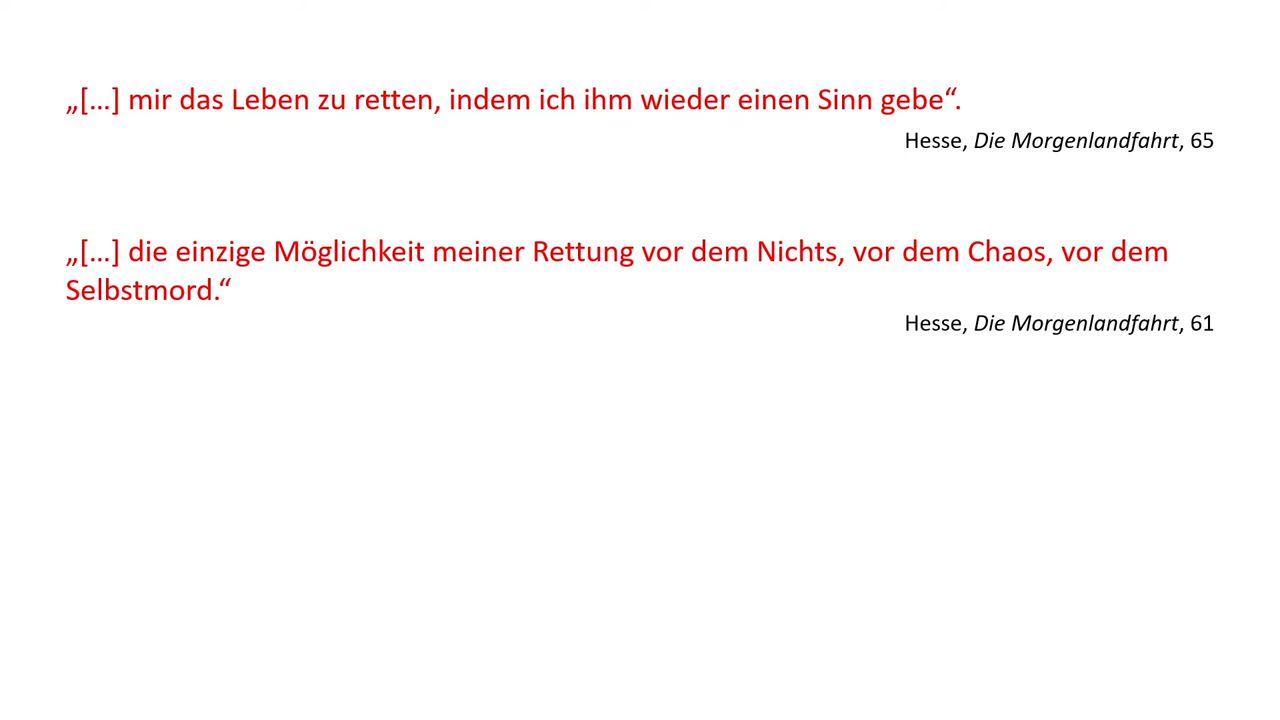 „[…] mir das Leben zu retten, indem ich ihm wieder einen Sinn gebe“.
Hesse, Die Morgenlandfahrt, 65
„[…] die einzige Möglichkeit meiner Rettung vor dem Nichts, vor dem Chaos, vor dem
Selbstmord.“
Hesse, Die Morgenlandfahrt, 61